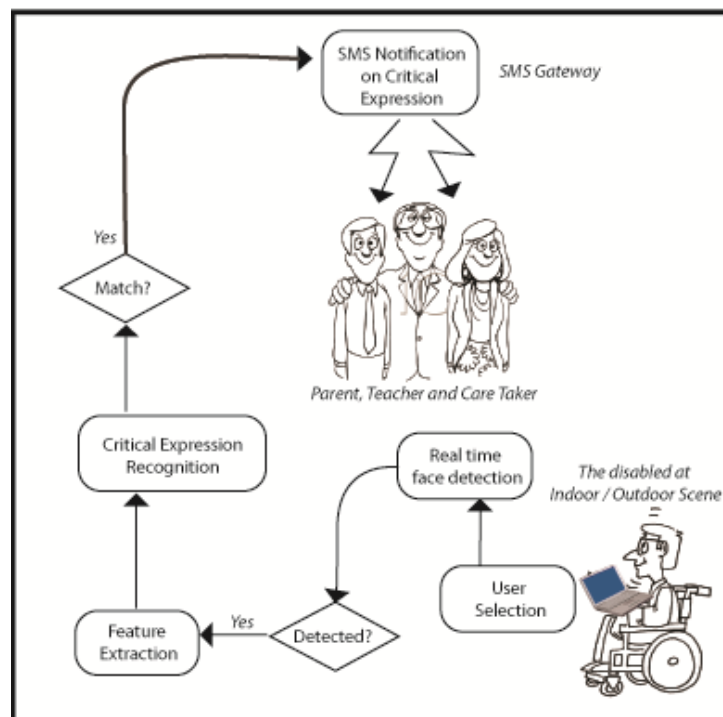 SMS Notification
on Critical
Expression
SMS Gateway
Yes
Match?
Parent, Teacher and Care Taker
Critical Expression
Recognition
Real time
face detection
The disabled at
Indoor / Outdoor Scene
User
Selection
Feature
Extraction
Yes
Detected?